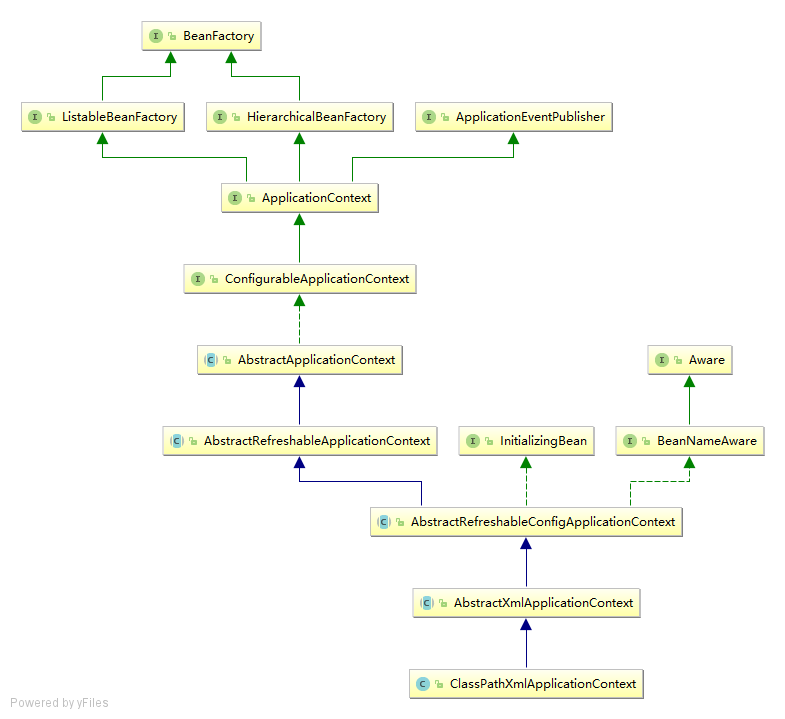 BeanFactory
ListableBeanFactory
HierarchicalBeanFactory
ApplicationEventPublisher
ApplicationContext
ConfigurableApplicationContext
AbstractApplicationContext
Aware
AbstractRefreshableApplicationContext
InitializingBean
BeanNameAware
AbstractRefreshableConfigApplicationContext
AbstractXmlApplicationContext
ClassPathXmlApplicationContext
Powered by yFiles